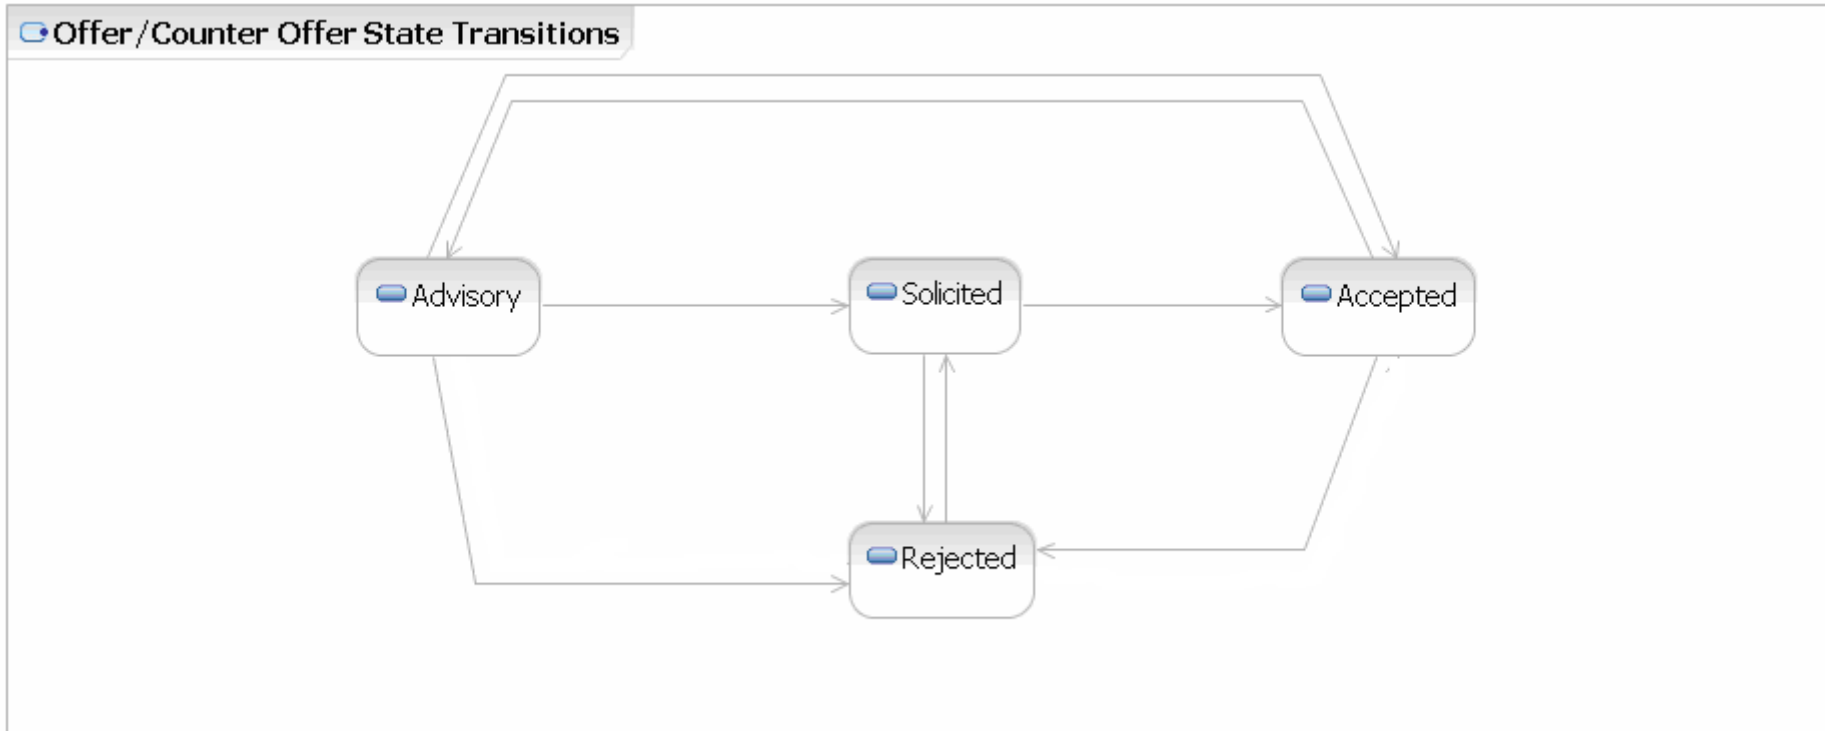 Offer/Counter Offer State Transitions
Advisory
Solicited
Accepted
Rejected